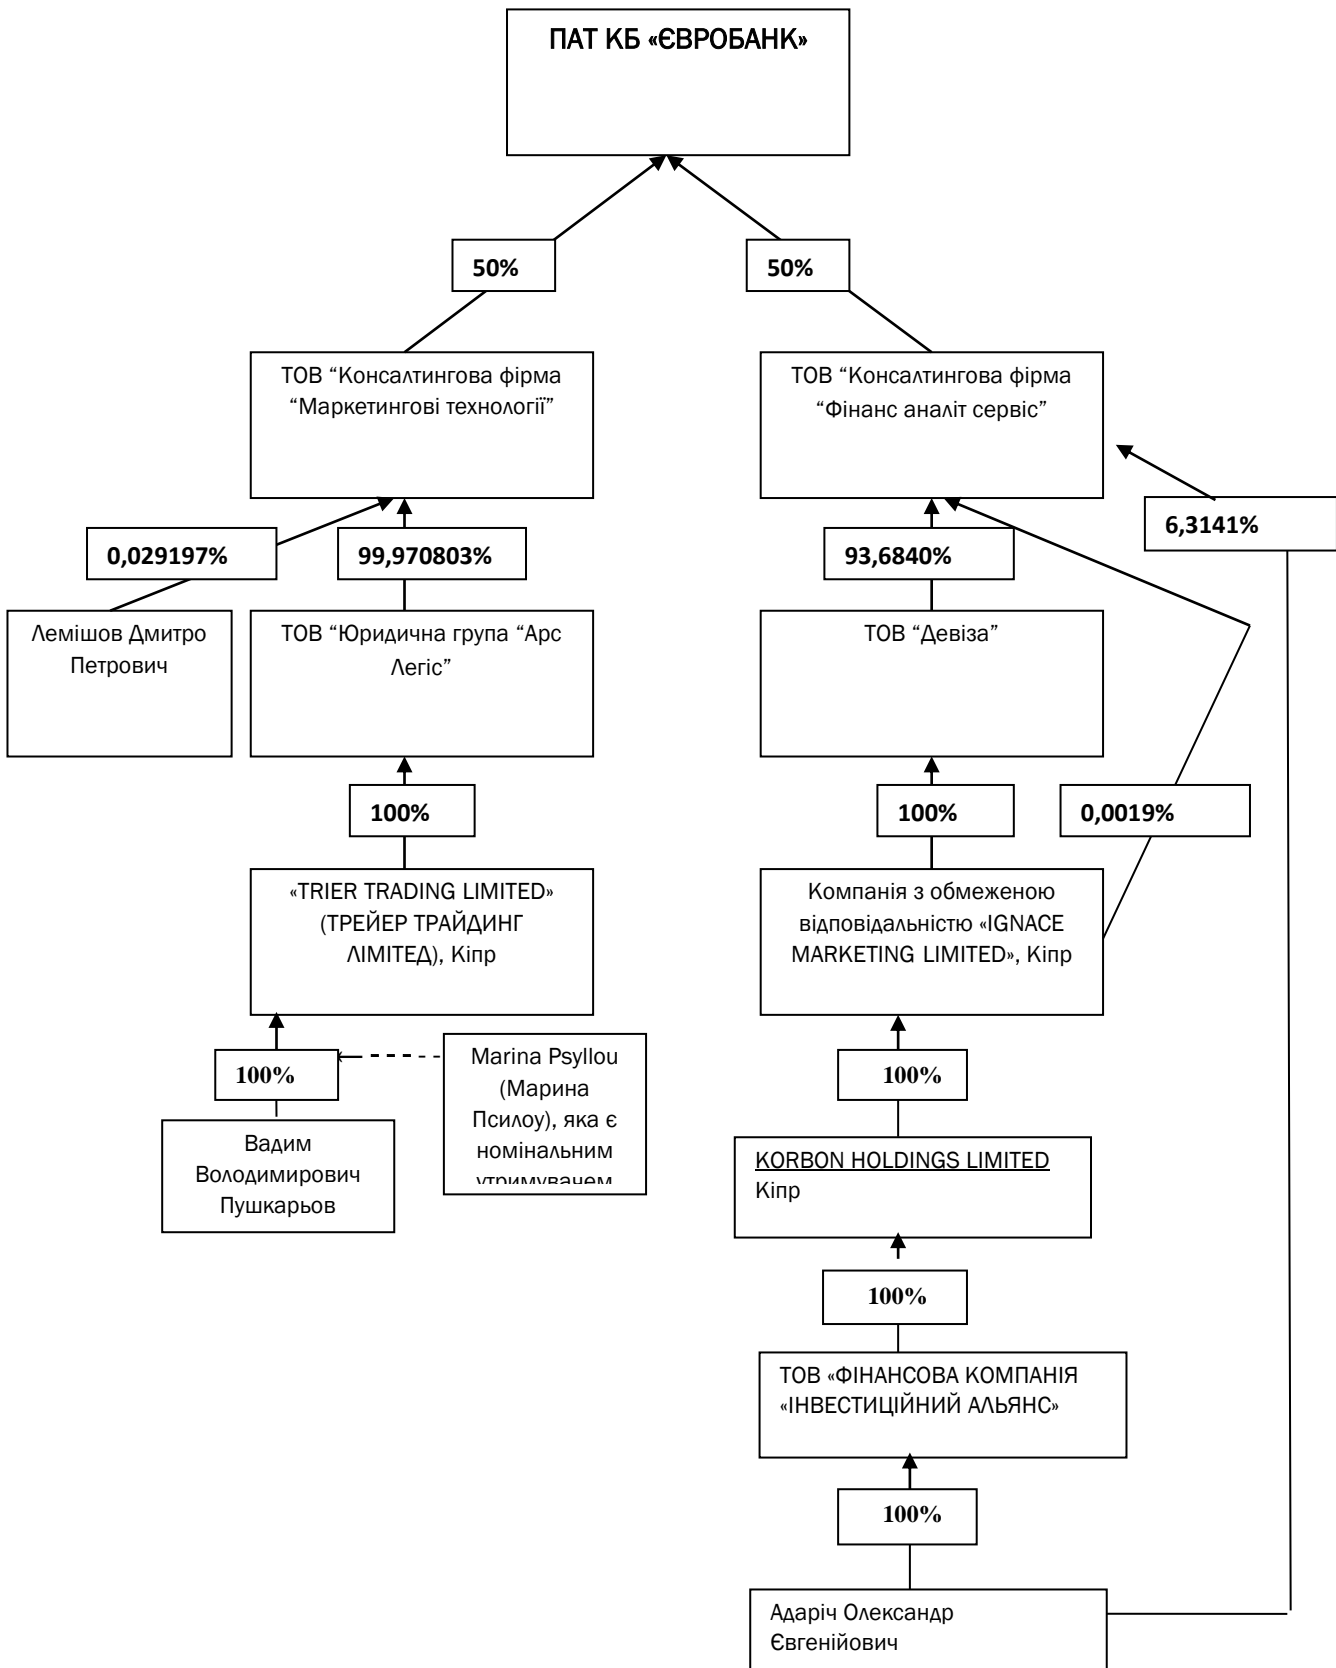 ПАТ КБ «ЄВРОБАНК»
50%
50%
ТОВ “Консалтингова фірма
“Маркетингові технології”
ТОВ “Консалтингова фірма
“Фінанс аналіт сервіс”
0,029197%
99,970803%
93,6840%
6,3141%
Лемішов Дмитро
Петрович
ТОВ “Юридична група “Арс
Легіс”
ТОВ “Девіза”
100%
100%
0,0019%
«TRIER TRADING LIMITED»
(ТРЕЙЕР ТРАЙДИНГ
ЛІМІТЕД), Кіпр
Компанія з обмеженою
відповідальністю «IGNACE
MARKETING LIMITED», Кіпр
100%
Marina Psyllou
(Марина
Псилоу), яка є
номінальним
утримувачем
100%
Вадим
Володимирович
Пушкарьов
KORBON HOLDINGS LIMITED
Кіпр
100%
ТОВ «ФІНАНСОВА КОМПАНІЯ
«ІНВЕСТИЦІЙНИЙ АЛЬЯНС»
100%
Адаріч Олександр
Євгенійович